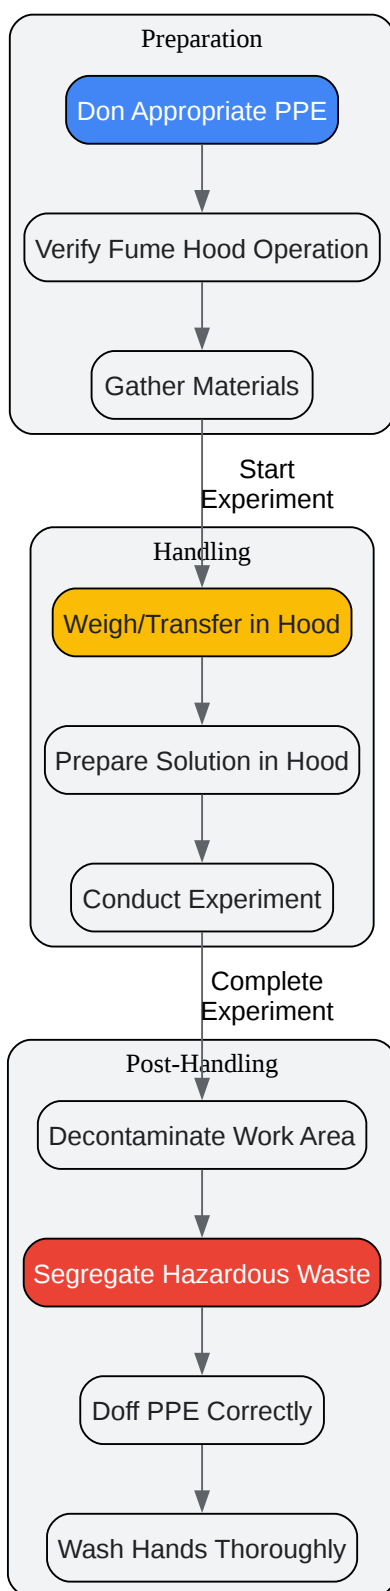 Preparation
Don Appropriate PPE
Verify Fume Hood Operation
Gather Materials
Start
Experiment
Handling
Weigh/Transfer in Hood
Prepare Solution in Hood
Conduct Experiment
Complete
Experiment
Post-Handling
Decontaminate Work Area
Segregate Hazardous Waste
Doff PPE Correctly
Wash Hands Thoroughly